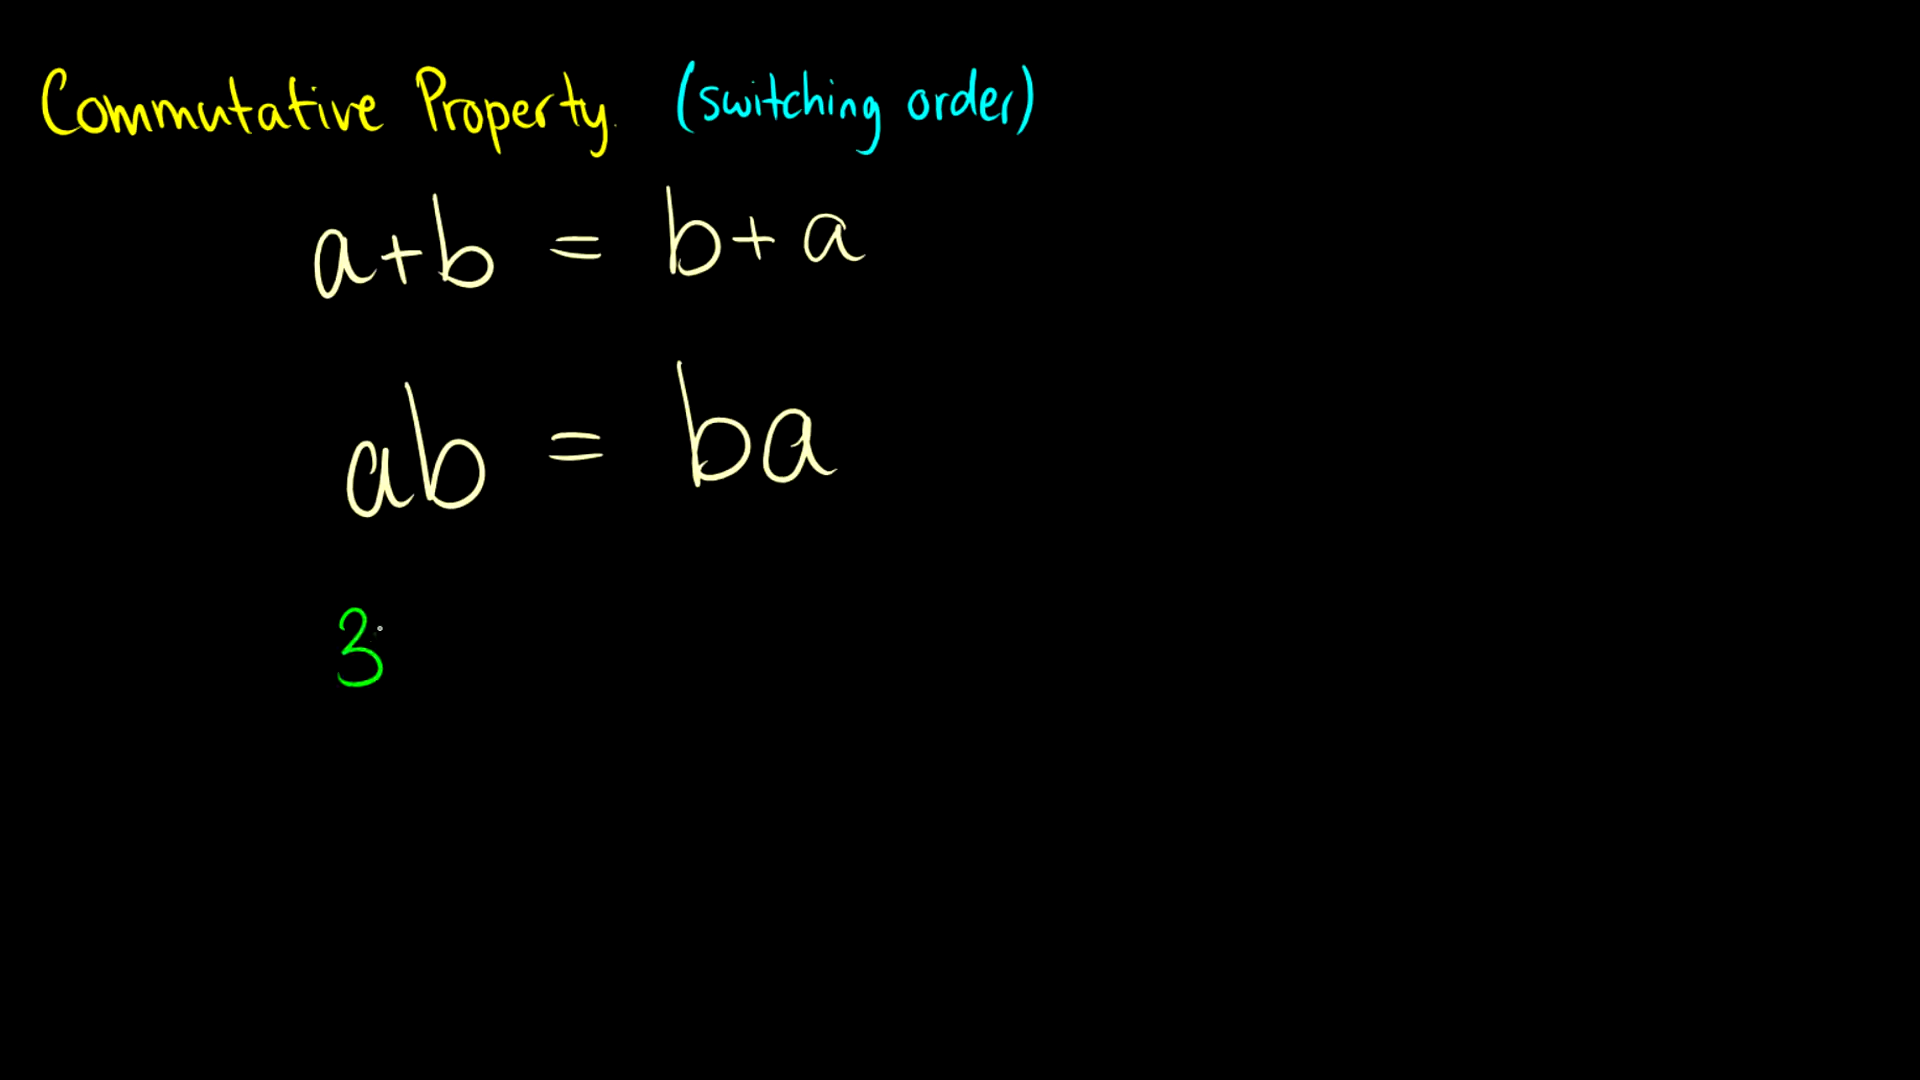 Commutative Property. (switching order)
a+b = b+a
ab = ba
3